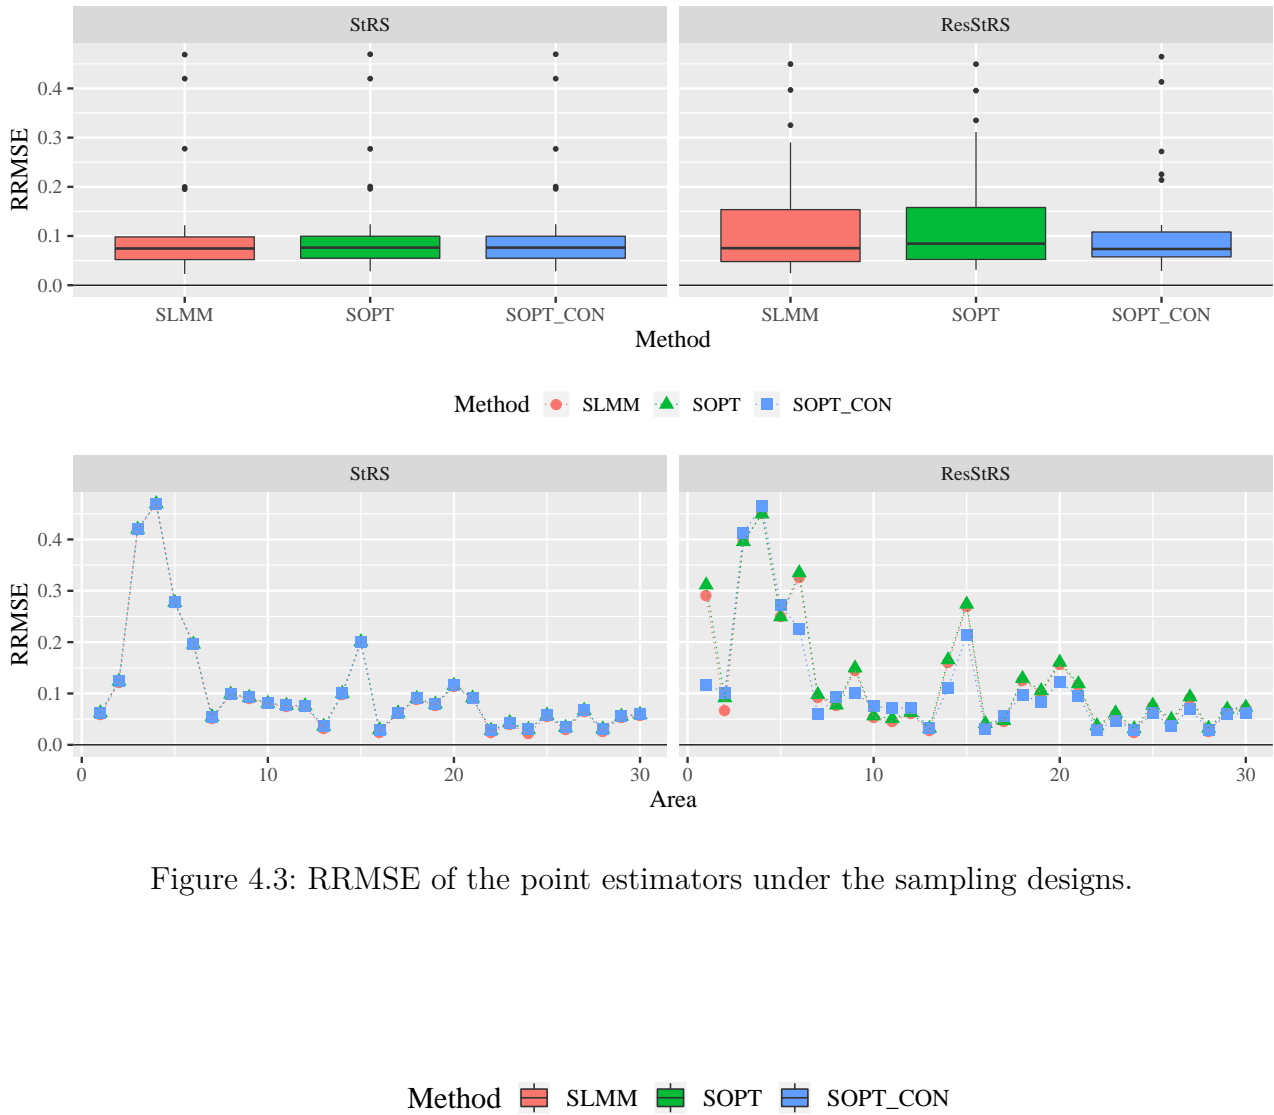 StRS ResStRS
RRMSE
0.4
0.3
0.2
0.1
0.0
SLMM SOPT SOPT_CON SLMM SOPT SOPT_CON
Method
Method SLMM SOPT SOPT_CON
StRS ResStRS
RRMSE
0.4
0.3
0.2
0.1
0.0
0 10 20 30 0 10 20 30
Area
Figure 4.3: RRMSE of the point estimators under the sampling designs.
Method SLMM SOPT SOPT_CON